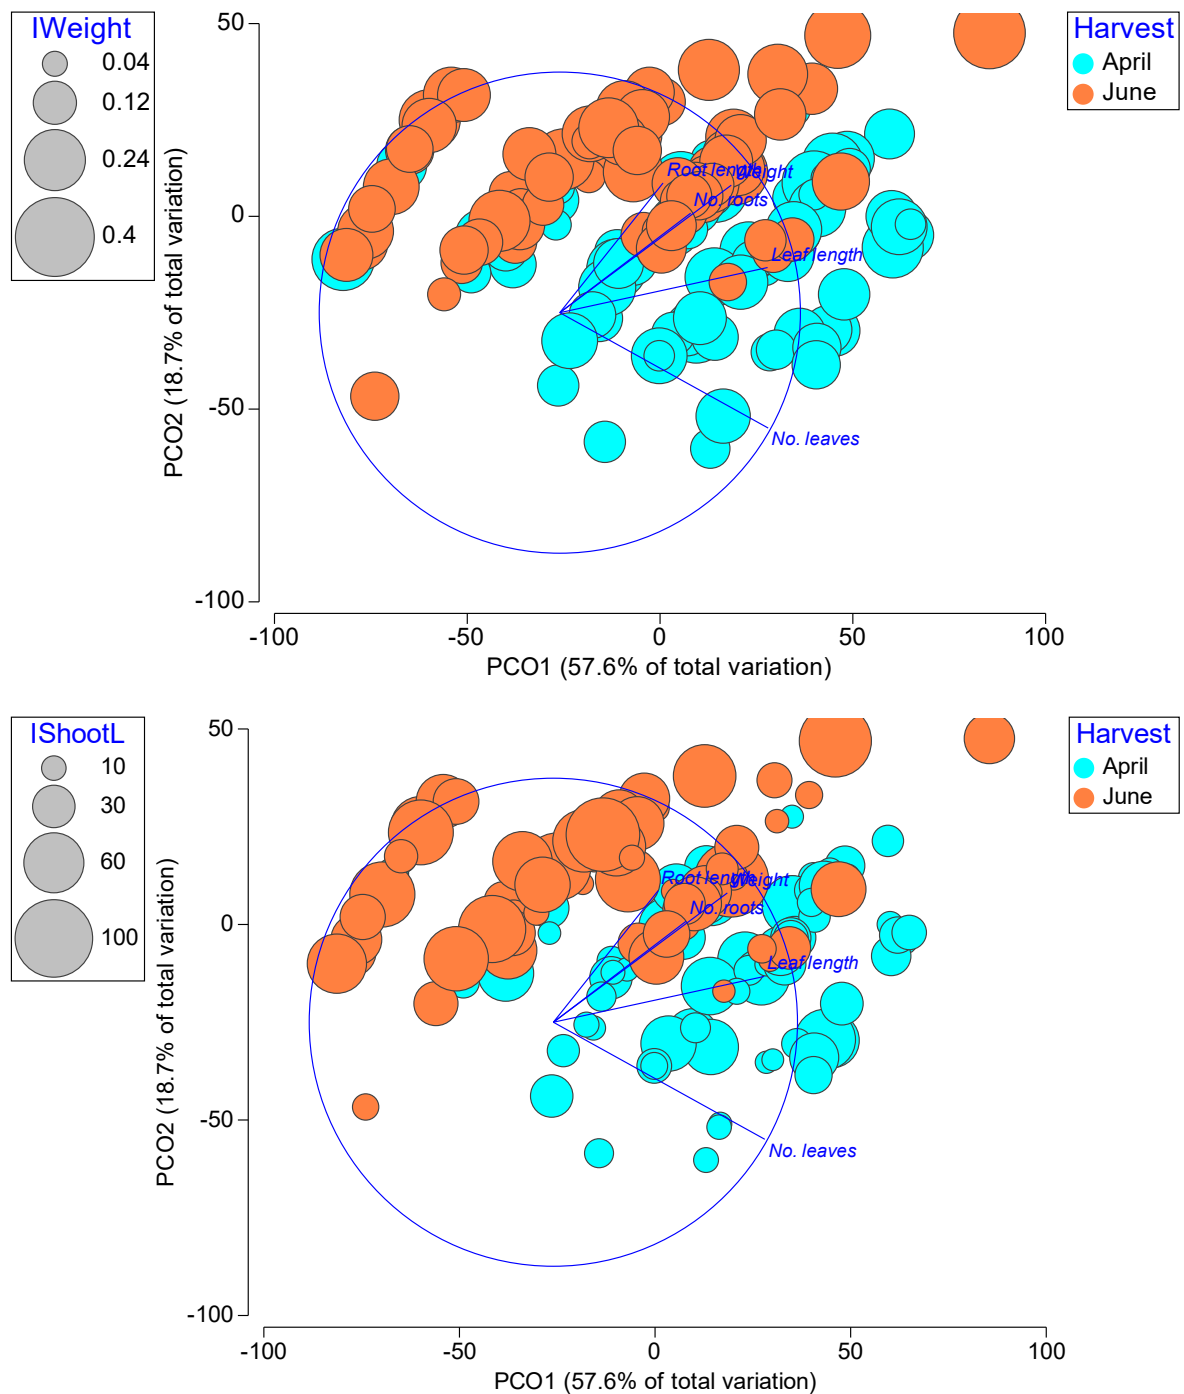 IWeight
0.04
0.12
0.24
0.4
Harvest
April
June
50
0
-50
-100
PCO2 (18.7% of total variation)
Root length
Weight
No. roots
Leaf length
No. leaves
-100
-50
0
50
100
PCO1 (57.6% of total variation)
IShootL
10
30
60
100
Harvest
April
June
50
0
-50
-100
PCO2 (18.7% of total variation)
Root length
Weight
No. roots
Leaf length
No. leaves
-100
-50
0
50
100
PCO1 (57.6% of total variation)